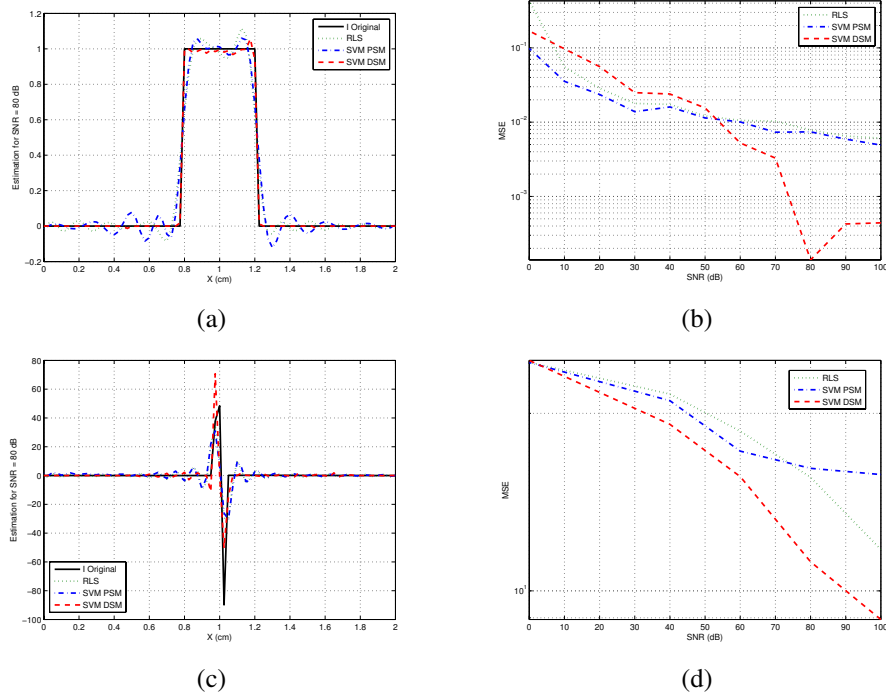 1.2
1
0.8
0.6
0.4
0.2
0
−0.2
Estimation for SNR = 80 dB
I Original
RLS
SVM PSM
SVM DSM
0 0.2 0.4 0.6 0.8 1 1.2 1.4 1.6 1.8 2
X (cm)
(a)
10⁻¹
10⁻²
10⁻³
MSE
RLS
SVM PSM
SVM DSM
0 10 20 30 40 50 60 70 80 90 100
SNR (dB)
(b)
80
60
40
20
0
−20
−40
−60
−80
−100
Estimation for SNR = 80 dB
I Original
RLS
SVM PSM
SVM DSM
0 0.2 0.4 0.6 0.8 1 1.2 1.4 1.6 1.8 2
X (cm)
(c)
10¹
MSE
RLS
SVM PSM
SVM DSM
0 10 20 30 40 50 60 70 80 90 100
SNR (dB)
(d)